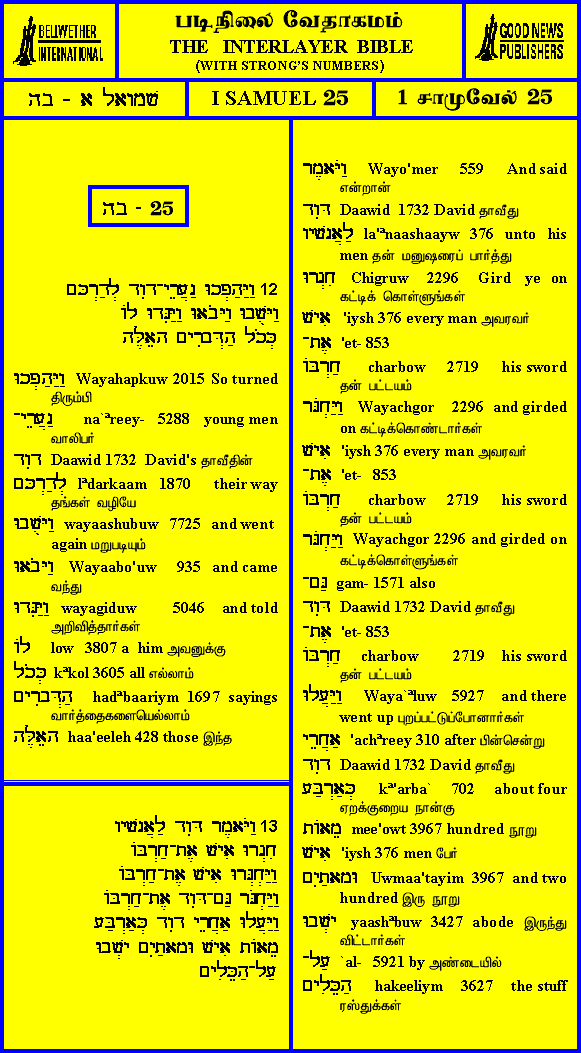 BELLWETHER
INTERNATIONAL
படிநிலை வேதாகமம்
THE INTERLAYER BIBLE
(WITH STRONG'S NUMBERS)
GOOD NEWS
PUBLISHERS
שמואל א - בה
I SAMUEL 25
1 சாமுவேல் 25
בה - 25
12 וַיַּהַפְכוּ נַעֲרֵי־דָוִד לְדַרְכָּם
וַיָּשֻׁבוּ וַיָּבֹאוּ וַיַּגִּדוּ לוֹ
כְּכֹל הַדְּבָרִים הָאֵלֶּה
וַיַּהַפְכוּ Wayahapkuw 2015 So turned
திரும்பி
נַעֲרֵי־ na`ªreey- 5288 young men
வாலிபர்
דָוִד Daawid 1732 David's தாவீதின்
לְדַרְכָּם lªdarkaam 1870 their way
தங்கள் வழியே
וַיָּשֻׁבוּ wayaashubuw 7725 and went
again மறுபடியும்
וַיָּבֹאוּ Wayaabo'uw 935 and came
வந்து
וַיַּגִּדוּ wayagiduw 5046 and told
அறிவித்தார்கள்
לוֹ low 3807 a him அவனுக்கு
כְּכֹל kªkol 3605 all எல்லாம்
הַדְּבָרִים hadªbaariym 1697 sayings
வார்த்தைகளையெல்லாம்
הָאֵלֶּה haa'eeleh 428 those இந்த
13 וַיֹּאמֶר דָּוִד לַאֲנָשָׁיו
חִגְרוּ אִישׁ אֶת־חַרְבּוֹ
וַיַּחְגְּרוּ אִישׁ אֶת־חַרְבּוֹ
וַיַּחְגֹּר גַּם־דָּוִד אֶת־חַרְבּוֹ
וַיַּעֲלוּ אַחֲרֵי דָוִד כְּאַרְבַּע
מֵאוֹת אִישׁ וּמָאתַיִם יָשְׁבוּ
עַל־הַכֵּלִים
וַיֹּאמֶר Wayo'mer 559 And said
என்றான்
דָּוִד Daawid 1732 David தாவீது
לַאֲנָשָׁיו la'ªnaashaayw 376 unto his
men தன் மனுஷரைப் பார்த்து
חִגְרוּ Chigruw 2296 Gird ye on
கட்டிக் கொள்ளுங்கள்
אִישׁ 'iysh 376 every man அவரவர்
אֶת־ 'et- 853
חַרְבּוֹ charbow 2719 his sword
தன் பட்டயம்
וַיַּחְגֹּר Wayachgor 2296 and girded
on கட்டிக்கொண்டார்கள்
אִישׁ 'iysh 376 every man அவரவர்
אֶת־ 'et- 853
חַרְבּוֹ charbow 2719 his sword
தன் பட்டயம்
וַיַּחְגֹּר Wayachgor 2296 and girded on
கட்டிக்கொள்ளுங்கள்
גַּם־ gam- 1571 also
דָּוִד Daawid 1732 David தாவீது
אֶת־ 'et- 853
חַרְבּוֹ charbow 2719 his sword
தன் பட்டயம்
וַיַּעֲלוּ Waya`ªluw 5927 and there
went up புறப்பட்டுப்போனார்கள்
אַחֲרֵי 'achªreey 310 after பின்சென்று
דָוִד Daawid 1732 David தாவீது
כְּאַרְבַּע kª'arba` 702 about four
ஏறக்குறைய நான்கு
מֵאוֹת mee'owt 3967 hundred நூறு
אִישׁ 'iysh 376 men பேர்
וּמָאתַיִם Uwmaa'tayim 3967 and two
hundred இரு நூறு
יָשְׁבוּ yaashªbuw 3427 abode இருந்து
விட்டார்கள்
עַל־ `al- 5921 by அண்டையில்
הַכֵּלִים hakeeliym 3627 the stuff
ரஸ்துக்கள்